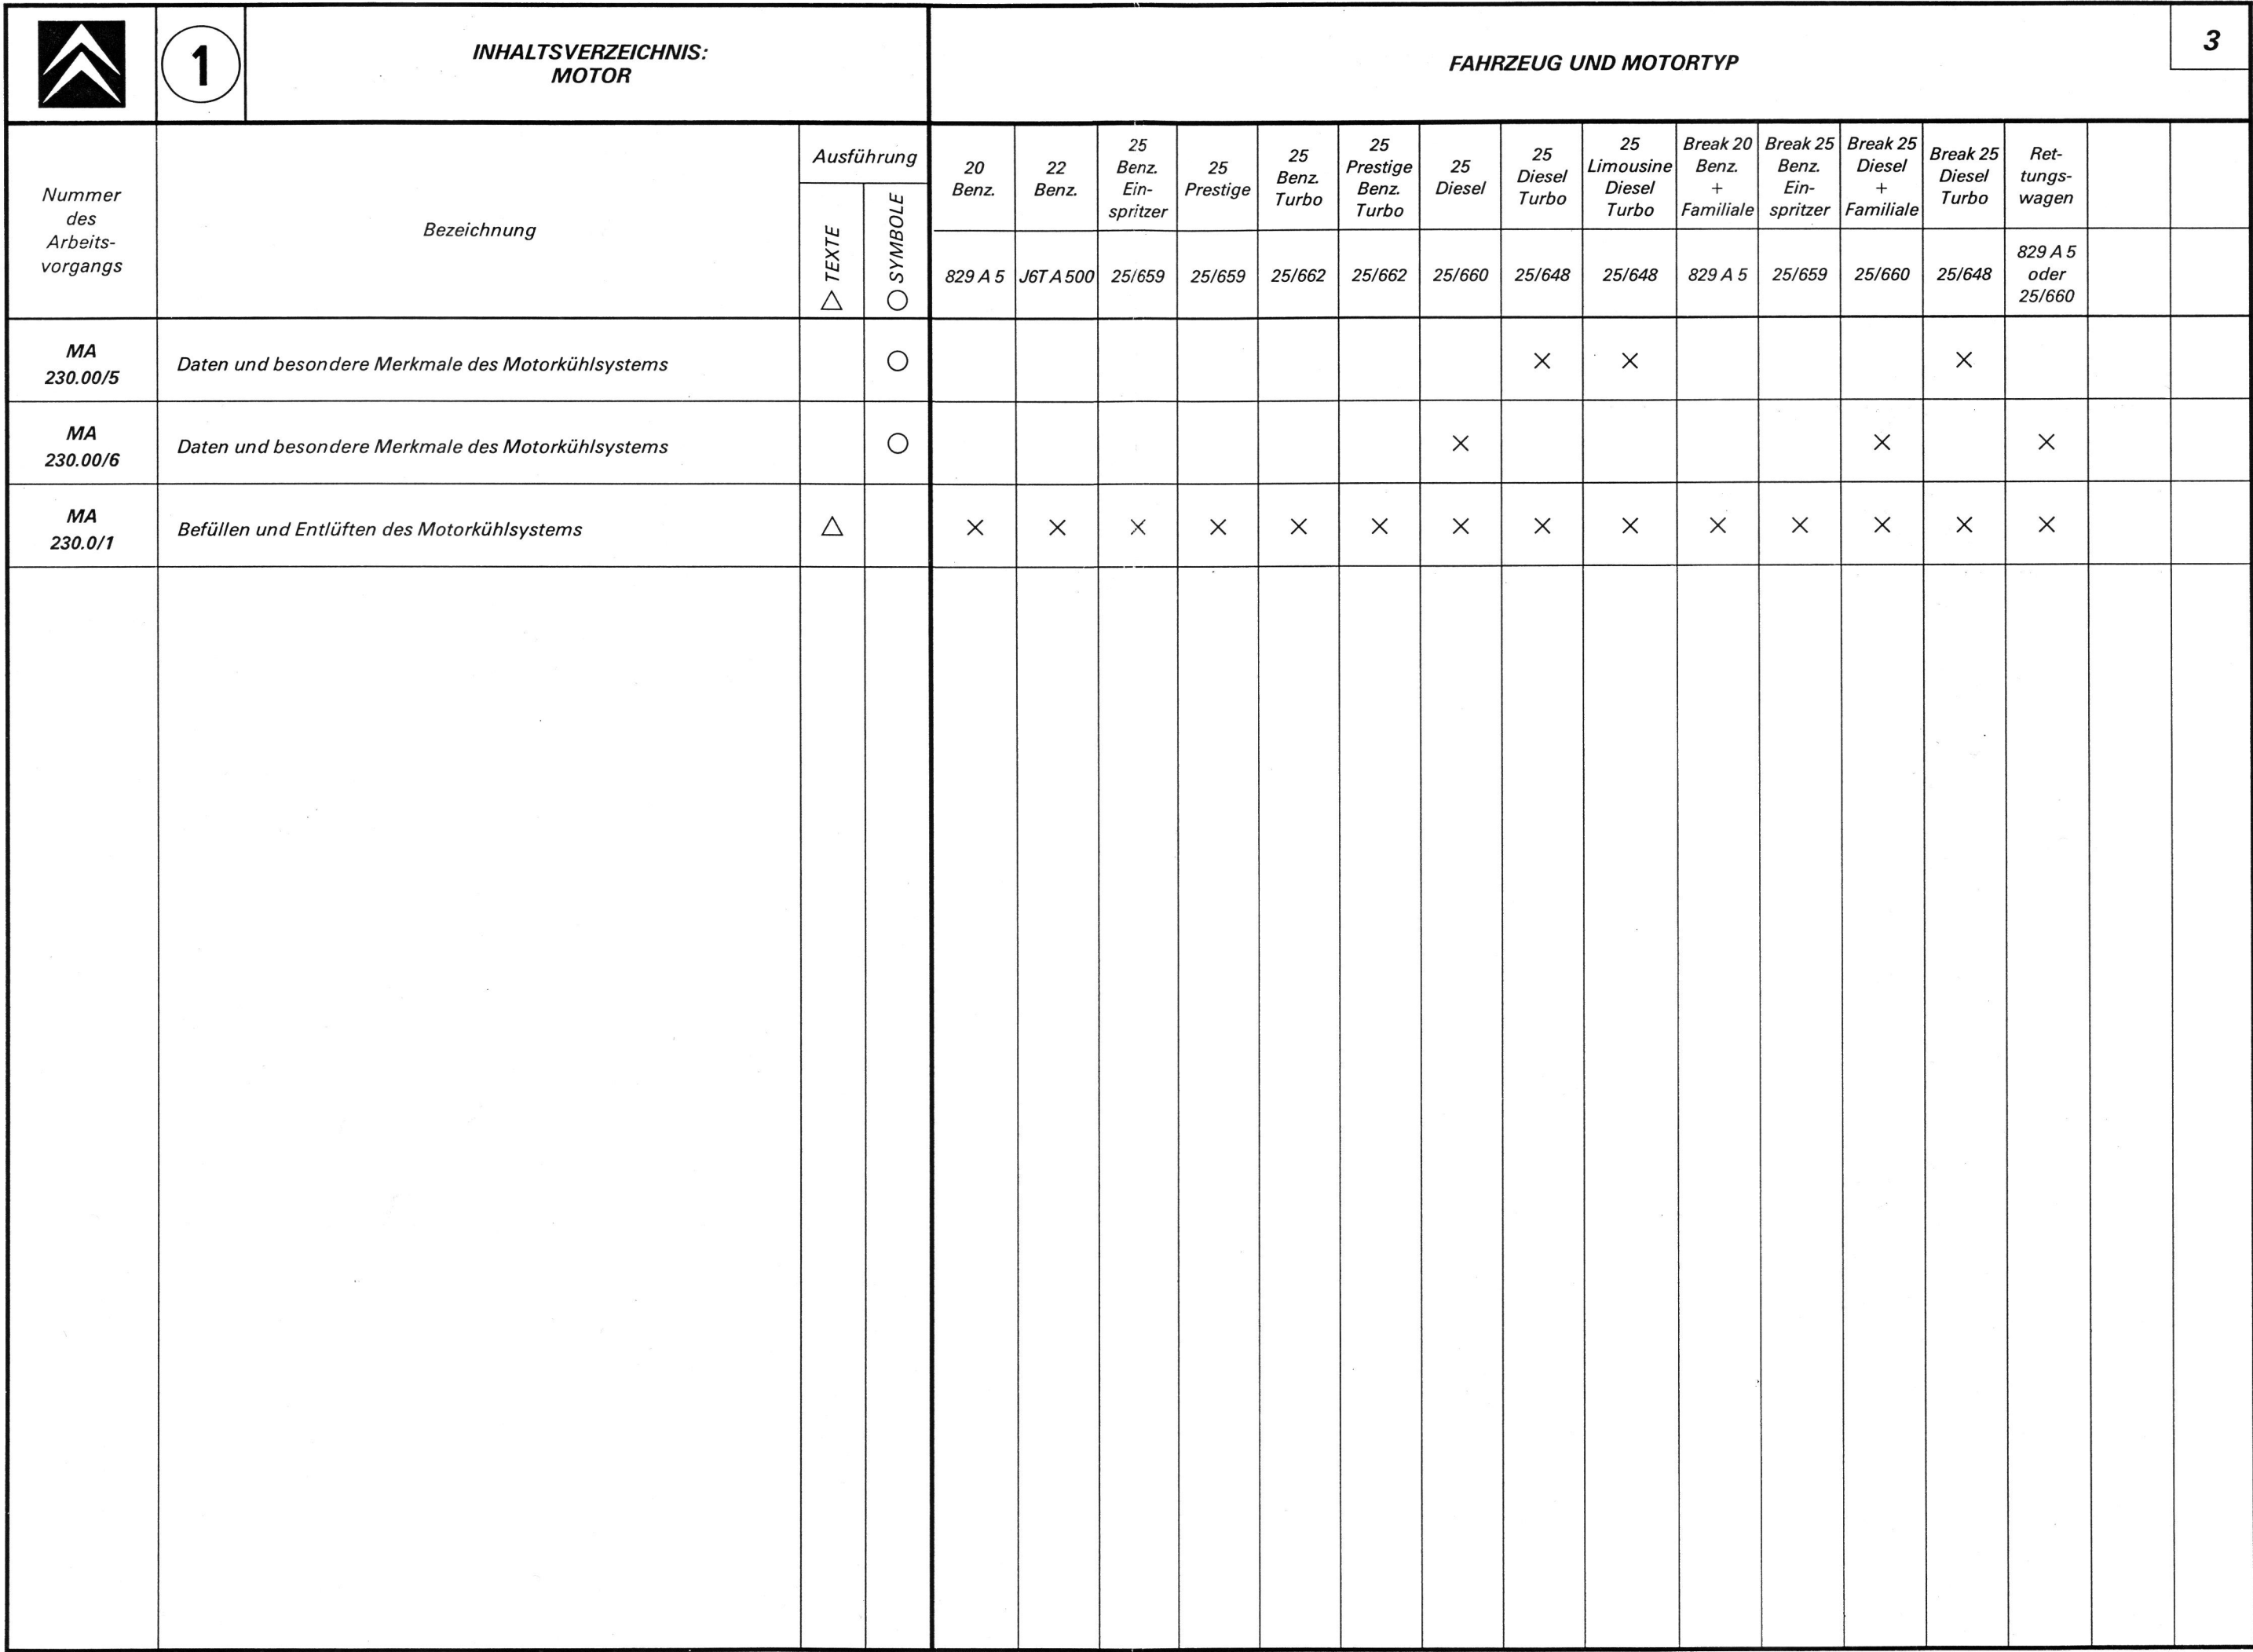 1
INHALTSVERZEICHNIS:
MOTOR
FAHRZEUG UND MOTORTYP
3
Nummer
des
Arbeits-
vorgangs
Bezeichnung
Ausführung
△ TEXTE
○ SYMBOLE
20
Benz.
22
Benz.
25
Benz.
Ein-
spritzer
25
Prestige
25
Benz.
Turbo
25
Prestige
Benz.
Turbo
25
Diesel
25
Diesel
Turbo
25
Limousine
Diesel
Turbo
Break 20
Benz.
+
Familiale
Break 25
Benz.
Ein-
spritzer
Break 25
Diesel
+
Familiale
Break 25
Diesel
Turbo
Ret-
tungs-
wagen
829 A 5
J6T A 500
25/659
25/659
25/662
25/662
25/660
25/648
25/648
829 A 5
25/659
25/660
25/648
829 A 5
oder
25/660
MA
230.00/5
Daten und besondere Merkmale des Motorkühlsystems
○ × × ×
MA
230.00/6
Daten und besondere Merkmale des Motorkühlsystems
○ × × ×
MA
230.0/1
Befüllen und Entlüften des Motorkühlsystems
△ × × × × × × × × × × × × × ×